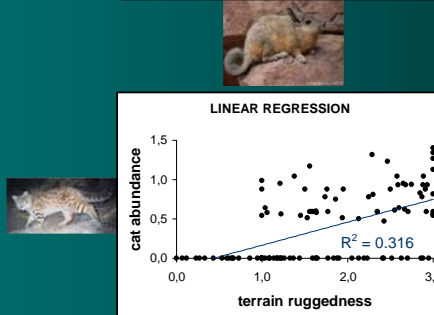 LINEAR REGRESSION
1,5
1,0
0,5
0,0
cat abundance
R² = 0.316
0,0 1,0 2,0 3,
terrain ruggedness